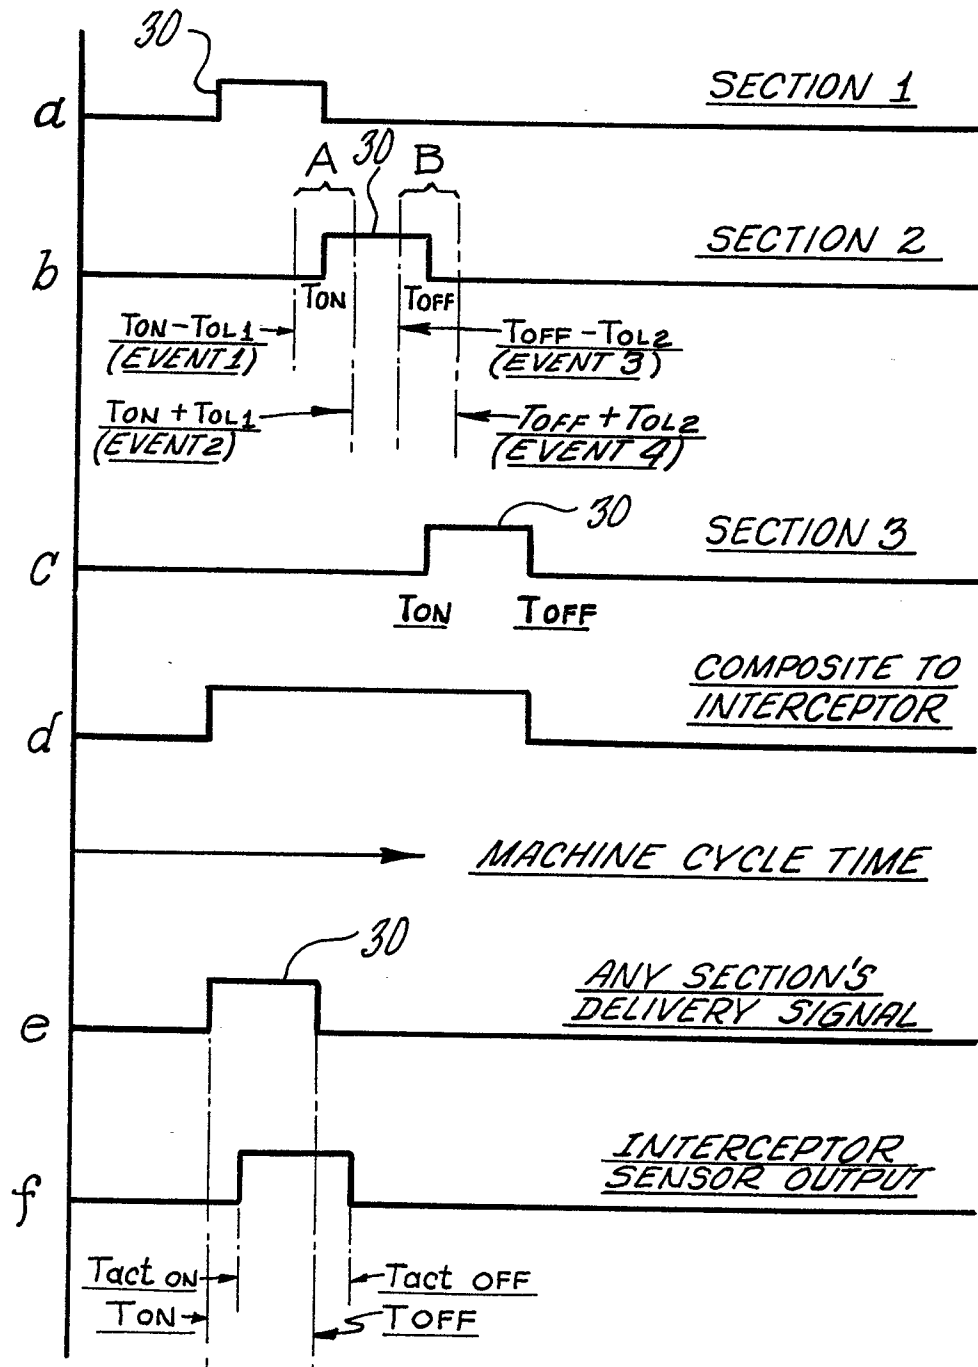 30
a
SECTION 1
A 30 B
b
SECTION 2
TON TOFF
TON-TOL1
(EVENT 1)
TOFF-TOL2
(EVENT 3)
TON+TOL1
(EVENT 2)
TOFF+TOL2
(EVENT 4)
30
c
SECTION 3
TON TOFF
COMPOSITE TO
INTERCEPTOR
d
MACHINE CYCLE TIME
30
ANY SECTION'S
DELIVERY SIGNAL
e
INTERCEPTOR
SENSOR OUTPUT
f
Tact ON
Tact OFF
TON
TOFF